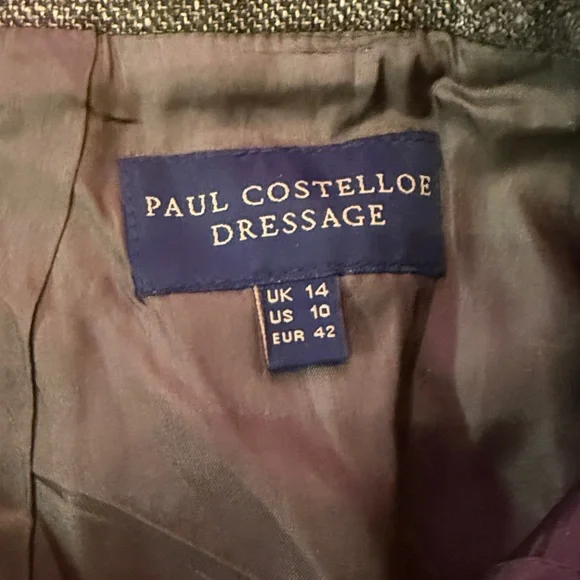 PAUL COSTELLOE
DRESSAGE
UK 14
US 10
EUR 42